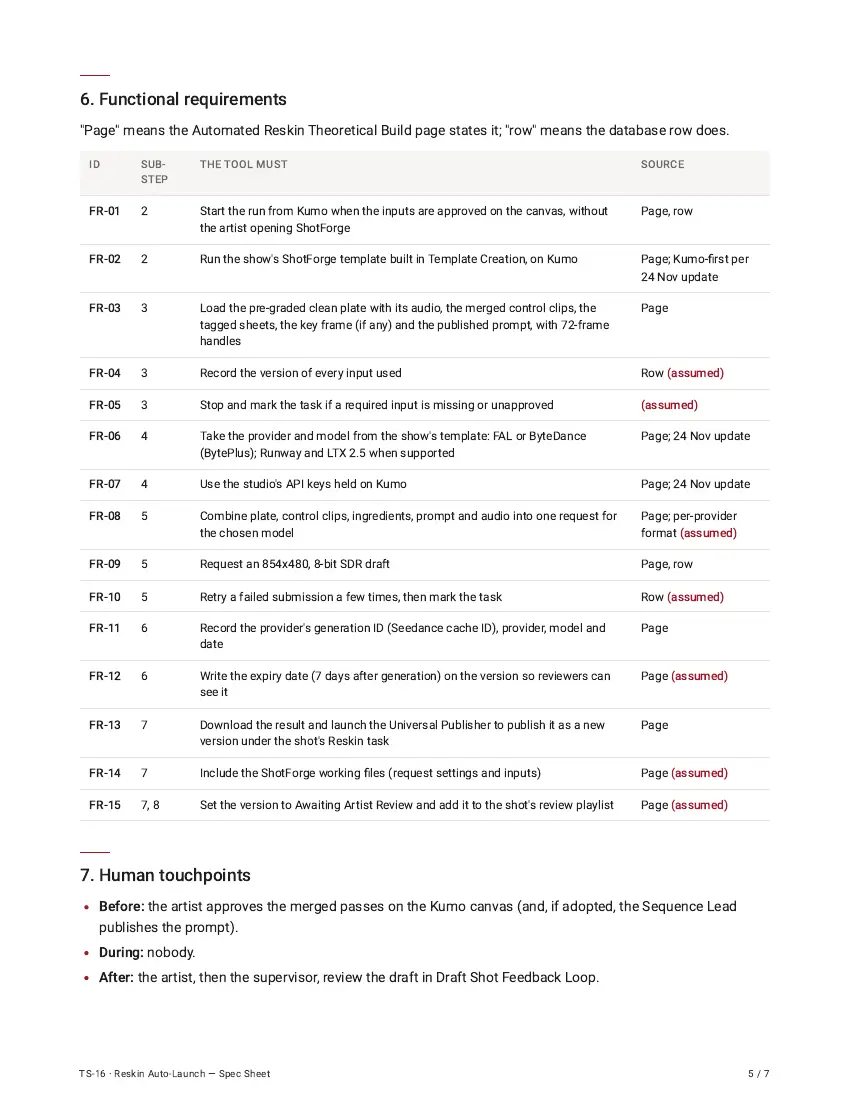 6. Functional requirements
"Page" means the Automated Reskin Theoretical Build page states it; "row" means the database row does.
ID SUB- THE TOOL MUST SOURCE
STEP
FR-01 2 Start the run from Kumo when the inputs are approved on the canvas, without Page, row
the artist opening ShotForge
FR-02 2 Run the show's ShotForge template built in Template Creation, on Kumo Page; Kumo-first per
24 Nov update
FR-03 3 Load the pre-graded clean plate with its audio, the merged control clips, the Page
tagged sheets, the key frame (if any) and the published prompt, with 72-frame
handles
FR-04 3 Record the version of every input used Row (assumed)
FR-05 3 Stop and mark the task if a required input is missing or unapproved (assumed)
FR-06 4 Take the provider and model from the show's template: FAL or ByteDance Page; 24 Nov update
(BytePlus); Runway and LTX 2.5 when supported
FR-07 4 Use the studio's API keys held on Kumo Page; 24 Nov update
FR-08 5 Combine plate, control clips, ingredients, prompt and audio into one request for Page; per-provider
the chosen model format (assumed)
FR-09 5 Request an 854x480, 8-bit SDR draft Page, row
FR-10 5 Retry a failed submission a few times, then mark the task Row (assumed)
FR-11 6 Record the provider's generation ID (Seedance cache ID), provider, model and Page
date
FR-12 6 Write the expiry date (7 days after generation) on the version so reviewers can Page (assumed)
see it
FR-13 7 Download the result and launch the Universal Publisher to publish it as a new Page
version under the shot's Reskin task
FR-14 7 Include the ShotForge working files (request settings and inputs) Page (assumed)
FR-15 7, 8 Set the version to Awaiting Artist Review and add it to the shot's review playlist Page (assumed)
7. Human touchpoints
• Before: the artist approves the merged passes on the Kumo canvas (and, if adopted, the Sequence Lead
publishes the prompt).
• During: nobody.
• After: the artist, then the supervisor, review the draft in Draft Shot Feedback Loop.
TS-16 · Reskin Auto-Launch — Spec Sheet 5 / 7